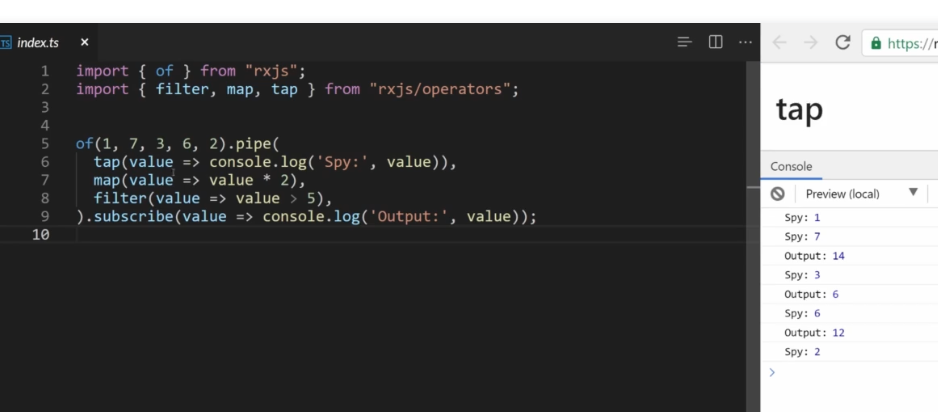 TS index.ts ×
1 import { of } from "rxjs";
2 import { filter, map, tap } from "rxjs/operators";
3
4
5 of(1, 7, 3, 6, 2).pipe(
6 tap(value => console.log('Spy:', value)),
7 map(value => value * 2),
8 filter(value => value > 5),
9 ).subscribe(value => console.log('Output:', value));
10
https://
tap
Console
Preview (local)
Spy: 1
Spy: 7
Output: 14
Spy: 3
Output: 6
Spy: 6
Output: 12
Spy: 2
>